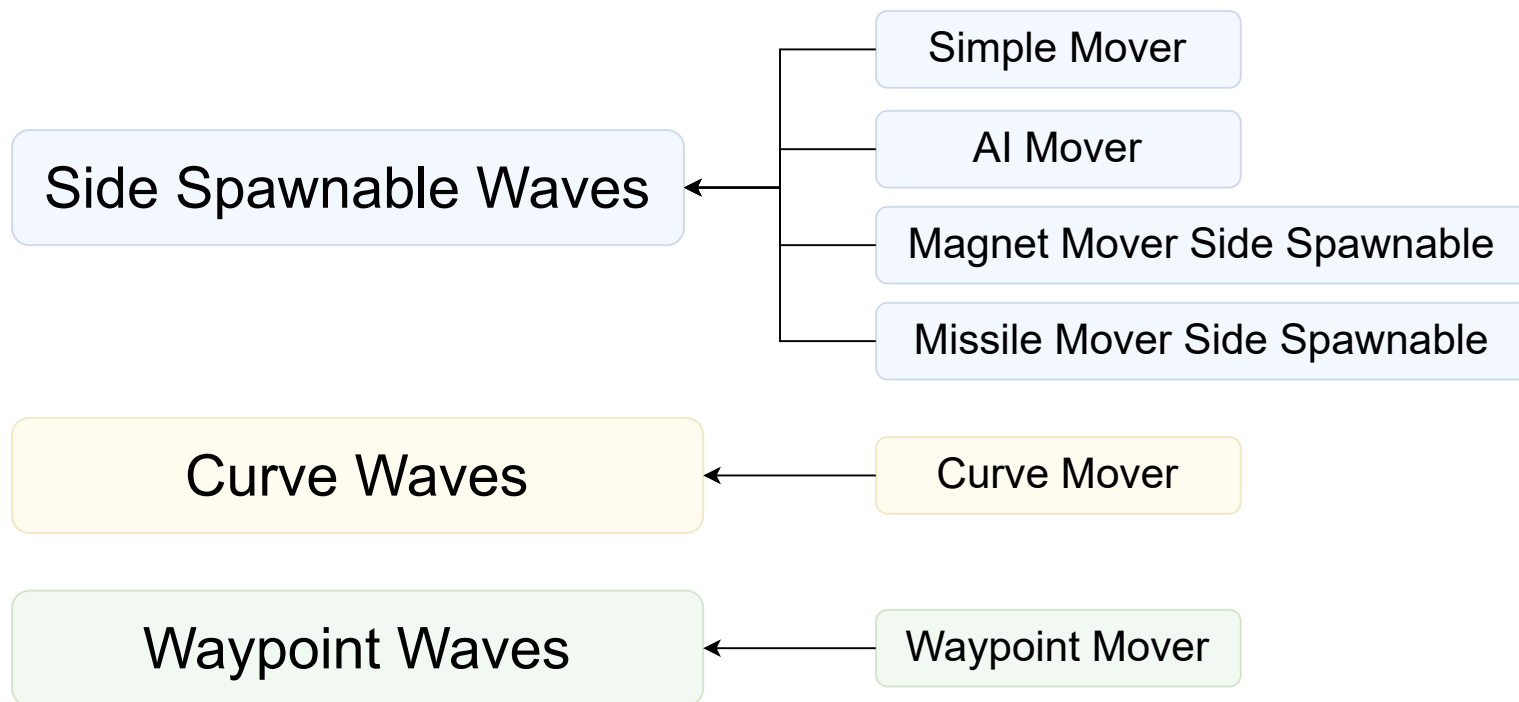 Simple Mover
AI Mover
Side Spawnable Waves
Magnet Mover Side Spawnable
Missile Mover Side Spawnable
Curve Waves
Curve Mover
Waypoint Waves
Waypoint Mover